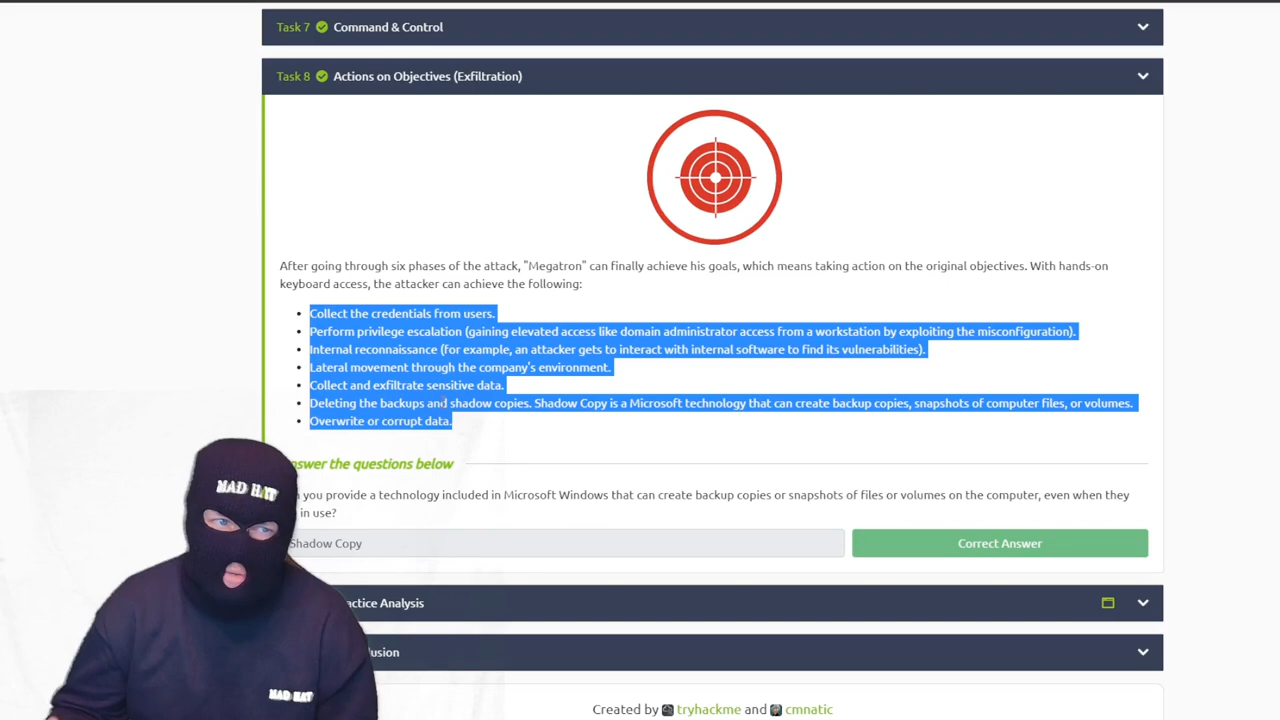 Task 7 Command & Control
Task 8 Actions on Objectives (Exfiltration)
After going through six phases of the attack, "Megatron" can finally achieve his goals, which means taking action on the original objectives. With hands-on
keyboard access, the attacker can achieve the following:
• Collect the credentials from users.
• Perform privilege escalation (gaining elevated access like domain administrator access from a workstation by exploiting the misconfiguration).
• Internal reconnaissance (for example, an attacker gets to interact with internal software to find its vulnerabilities).
• Lateral movement through the company's environment.
• Collect and exfiltrate sensitive data.
• Deleting the backups and shadow copies. Shadow Copy is a Microsoft technology that can create backup copies, snapshots of computer files, or volumes.
• Overwrite or corrupt data.
the questions below
you provide a technology included in Microsoft Windows that can create backup copies or snapshots of files or volumes on the computer, even when they
in use?
Shadow Copy
Correct Answer
Analysis
Created by tryhackme and cmnatic
MAD HAT
MAD HAT